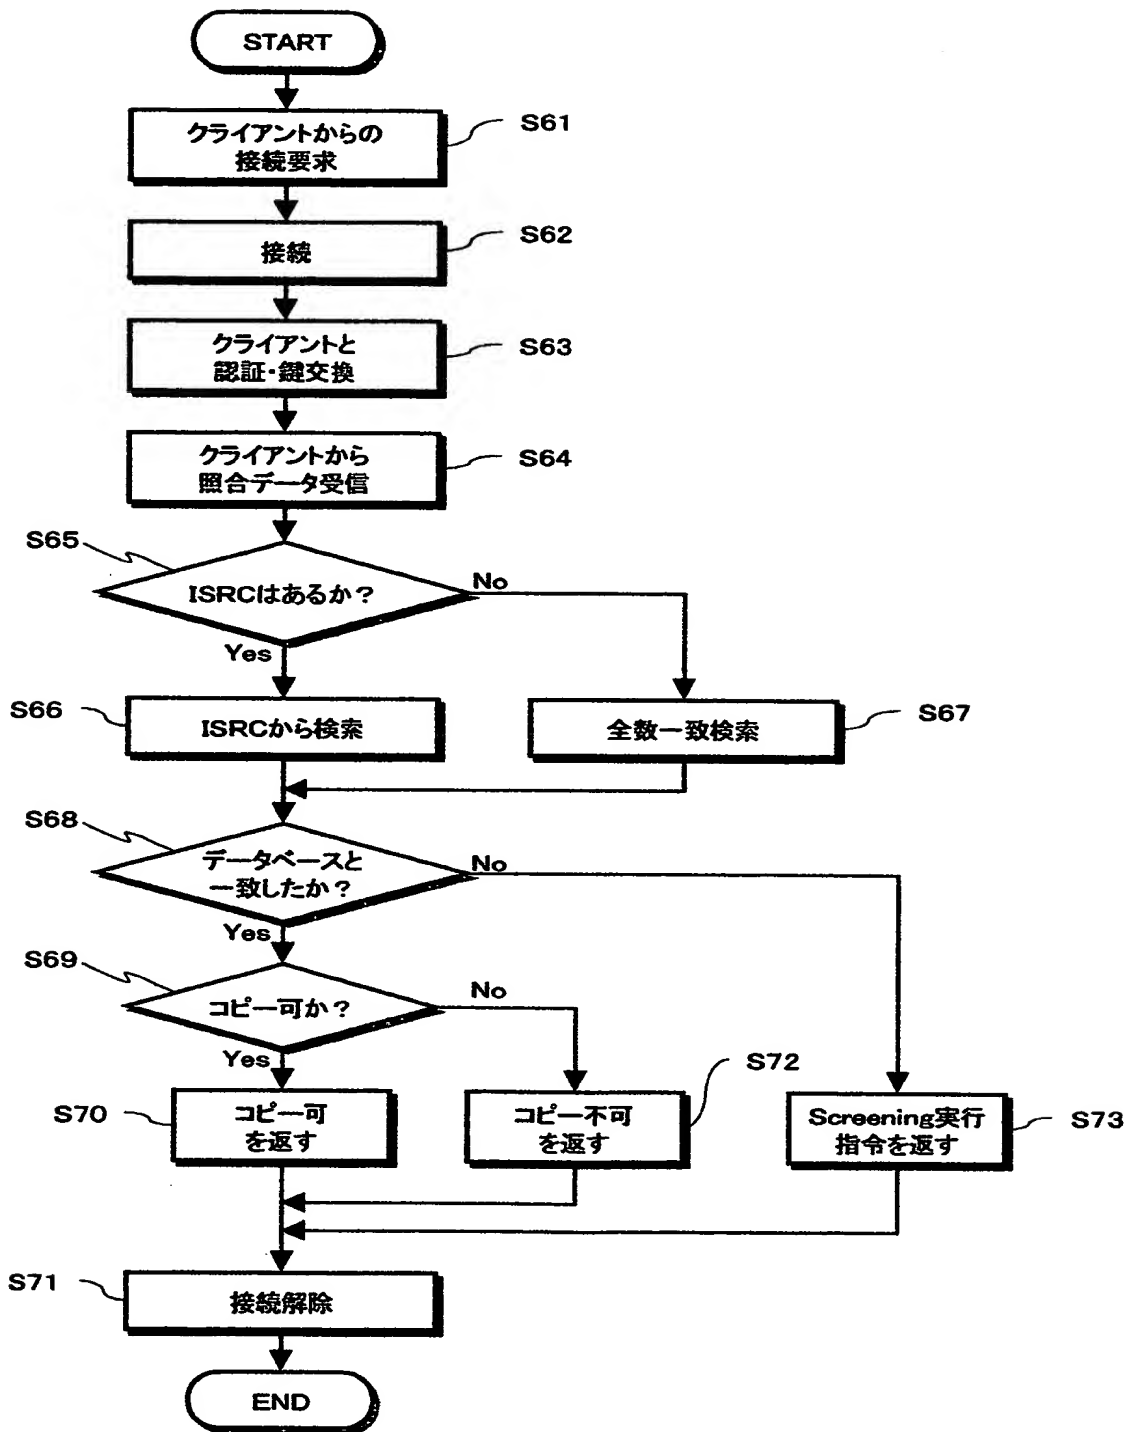 START
クライアントからの
接続要求
S61
接続
S62
クライアントと
認証・鍵交換
S63
クライアントから
照合データ受信
S64
S65
ISRCはあるか?
No
Yes
S66
ISRCから検索
全数一致検索
S67
S68
データベースと
一致したか?
No
Yes
S69
コピー可か?
No
Yes
S70
コピー可
を返す
コピー不可
を返す
S72
Screening実行
指令を返す
S73
S71
接続解除
END